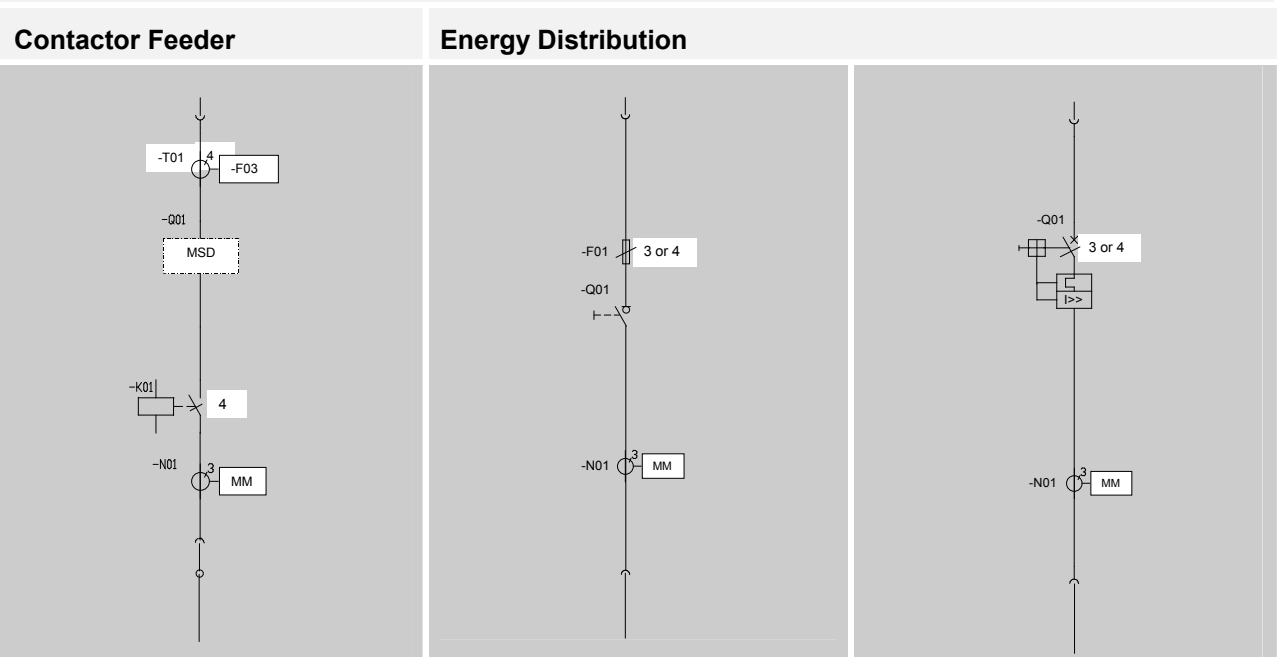 Contactor Feeder
Energy Distribution
-T01
4
-F03
-Q01
MSD
-K01
4
-N01
3
MM
-F01
3 or 4
-Q01
-N01
3
MM
-Q01
3 or 4
I>>
-N01
3
MM